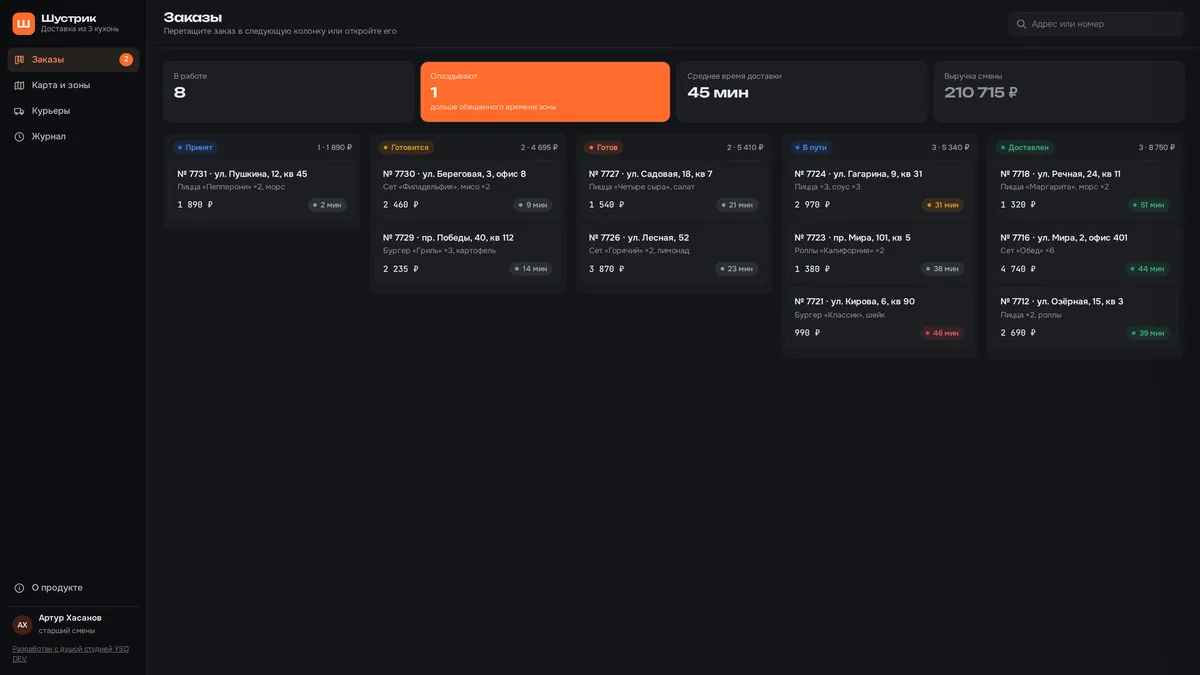 Ш
Шустрик
Доставка из 3 кухонь
Заказы
2
Карта и зоны
Курьеры
Журнал
О продукте
АХ
Артур Хасанов
старший смены
Разработан с душой студией YSD
DEV
Заказы
Перетащите заказ в следующую колонку или откройте его
Адрес или номер
В работе
8
Опаздывают
1
дольше обещанного времени зоны
Среднее время доставки
45 мин
Выручка смены
210 715 ₽
Принят
1 · 1 890 ₽
№ 7731 · ул. Пушкина, 12, кв 45
Пицца «Пепперони» ×2, морс
1 890 ₽
2 мин
Готовится
2 · 4 695 ₽
№ 7730 · ул. Береговая, 3, офис 8
Сет «Филадельфия», мисо ×2
2 460 ₽
9 мин
№ 7729 · пр. Победы, 40, кв 112
Бургер «Гриль» ×3, картофель
2 235 ₽
14 мин
Готов
2 · 5 410 ₽
№ 7727 · ул. Садовая, 18, кв 7
Пицца «Четыре сыра», салат
1 540 ₽
21 мин
№ 7726 · ул. Лесная, 52
Сет «Горячий» ×2, лимонад
3 870 ₽
23 мин
В пути
3 · 5 340 ₽
№ 7724 · ул. Гагарина, 9, кв 31
Пицца ×3, соус ×3
2 970 ₽
31 мин
№ 7723 · пр. Мира, 101, кв 5
Роллы «Калифорния» ×2
1 380 ₽
38 мин
№ 7721 · ул. Кирова, 6, кв 90
Бургер «Классик», шейк
990 ₽
46 мин
Доставлен
3 · 8 750 ₽
№ 7718 · ул. Речная, 24, кв 11
Пицца «Маргарита», морс ×2
1 320 ₽
51 мин
№ 7716 · ул. Мира, 2, офис 401
Сет «Обед» ×6
4 740 ₽
44 мин
№ 7712 · ул. Озёрная, 15, кв 3
Пицца ×2, роллы
2 690 ₽
39 мин